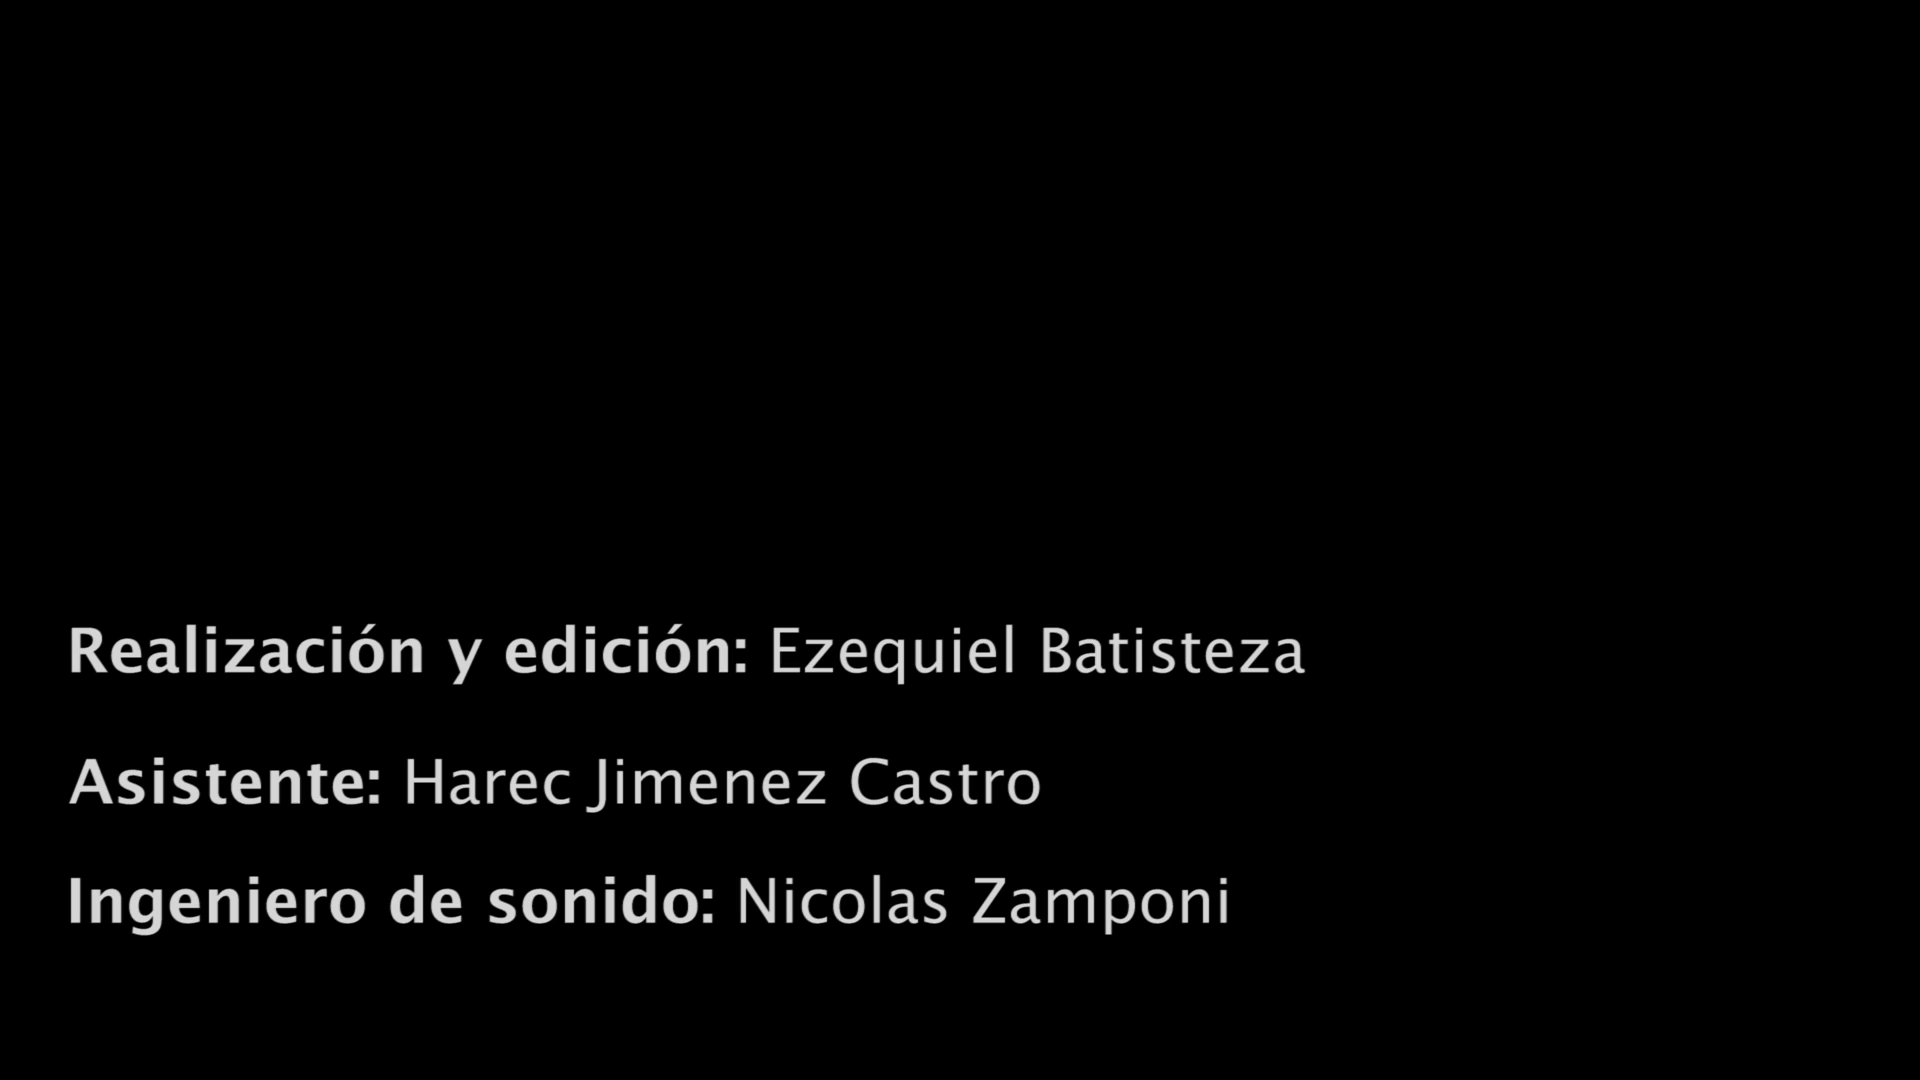 Realización y edición: Ezequiel Batisteza
Asistente: Harec Jimenez Castro
Ingeniero de sonido: Nicolas Zamponi